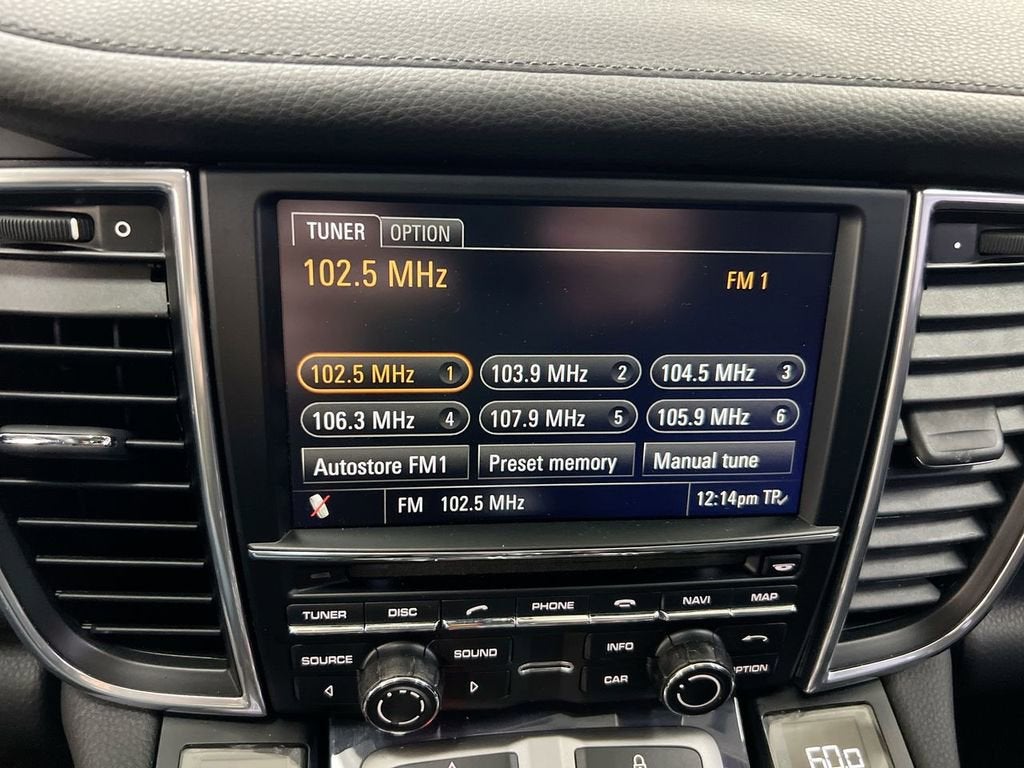 TUNER OPTION
102.5 MHz FM 1
102.5 MHz 1 103.9 MHz 2 104.5 MHz 3
106.3 MHz 4 107.9 MHz 5 105.9 MHz 6
Autostore FM1 Preset memory Manual tune
FM 102.5 MHz 12:14pm TP
TUNER DISC PHONE NAVI MAP
SOURCE SOUND INFO
CAR OPTION
60p